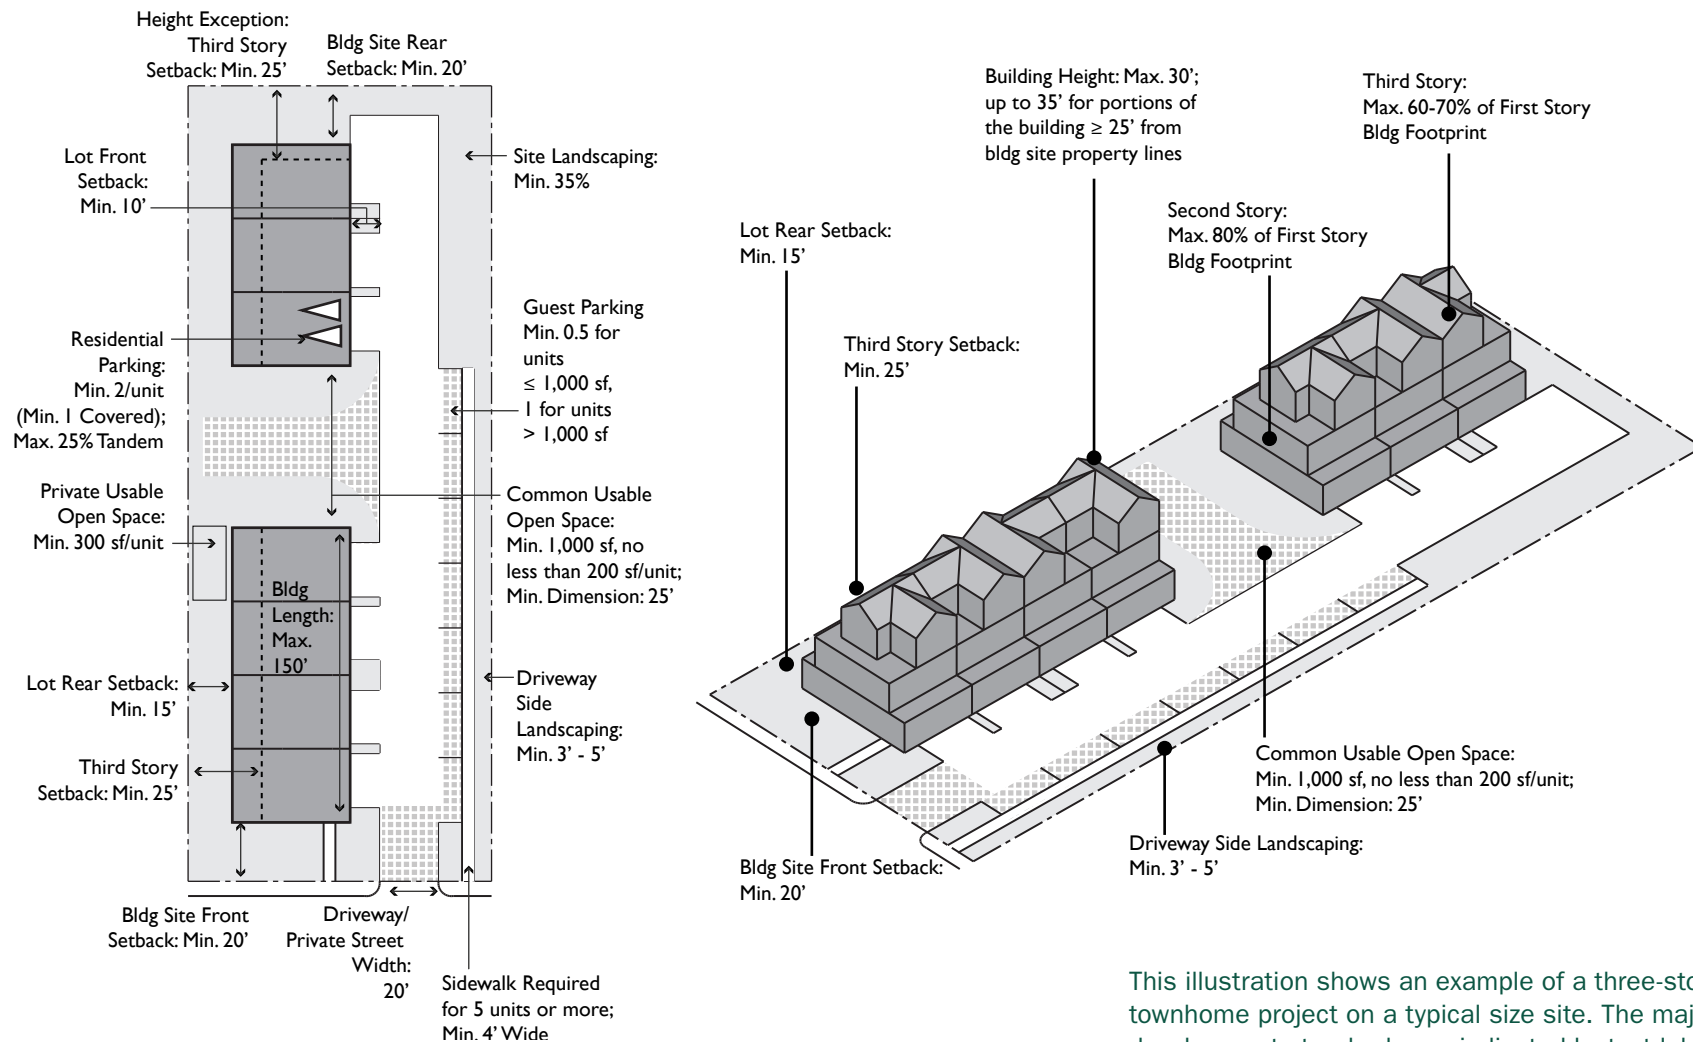 Height Exception:
Third Story
Setback: Min. 25’
Bldg Site Rear
Setback: Min. 20’
Lot Front
Setback:
Min. 10’
Site Landscaping:
Min. 35%
Guest Parking
Min. 0.5 for
units
≤ 1,000 sf,
1 for units
> 1,000 sf
Residential
Parking:
Min. 2/unit
(Min. 1 Covered);
Max. 25% Tandem
Private Usable
Open Space:
Min. 300 sf/unit
Common Usable
Open Space:
Min. 1,000 sf, no
less than 200 sf/unit;
Min. Dimension: 25’
Bldg
Length:
Max.
150’
Lot Rear Setback:
Min. 15’
Driveway
Side
Landscaping:
Min. 3’ - 5’
Third Story
Setback: Min. 25’
Bldg Site Front
Setback: Min. 20’
Driveway/
Private Street
Width:
20’
Sidewalk Required
for 5 units or more;
Min. 4’ Wide
Building Height: Max. 30’;
up to 35’ for portions of
the building ≥ 25’ from
bldg site property lines
Third Story:
Max. 60-70% of First Story
Bldg Footprint
Second Story:
Max. 80% of First Story
Bldg Footprint
Lot Rear Setback:
Min. 15’
Third Story Setback:
Min. 25’
Common Usable Open Space:
Min. 1,000 sf, no less than 200 sf/unit;
Min. Dimension: 25’
Driveway Side Landscaping:
Min. 3’ - 5’
Bldg Site Front Setback:
Min. 20’
This illustration shows an example of a three-sto
townhome project on a typical size site. The maj